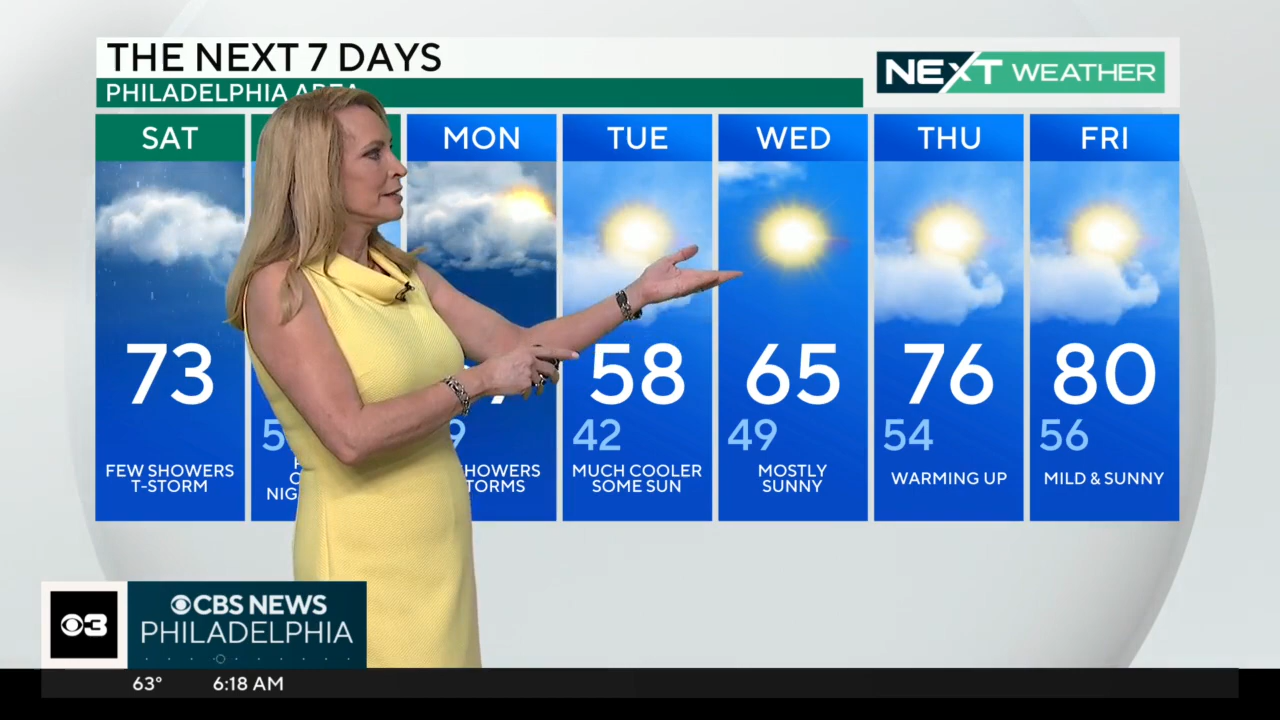 THE NEXT 7 DAYS
NEXT WEATHER
PHILADELPHIA AREA
SAT
MON
TUE
WED
THU
FRI
73
58
65
76
80
42
49
54
56
FEW SHOWERS
T-STORM
MUCH COOLER
SOME SUN
MOSTLY
SUNNY
WARMING UP
MILD & SUNNY
CBS NEWS
PHILADELPHIA
3
63° 6:18 AM